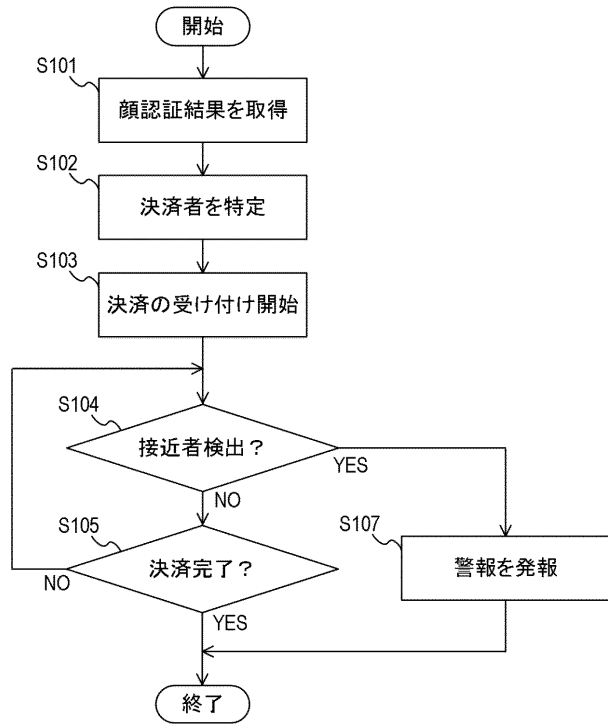 開始
S101
顔認証結果を取得
S102
決済者を特定
S103
決済の受け付け開始
S104
接近者検出？
YES
NO
S105
決済完了？
NO
YES
S107
警報を発報
終了